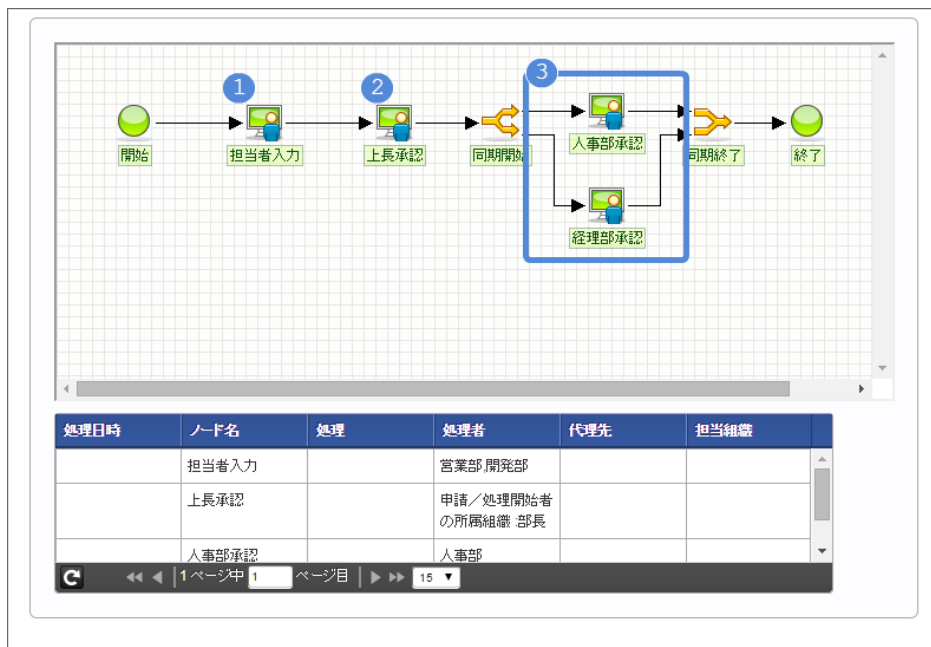 3
1
2
開始
担当者入力
上長承認
同期開始
人事部承認
同期終了
終了
経理部承認
処理日時 ノード名 処理 処理者 代理先 担当組織
担当者入力 営業部,開発部
上長承認 申請／処理開始者
の所属組織:部長
人事部承認 人事部
1 ページ中 1 ページ目 15